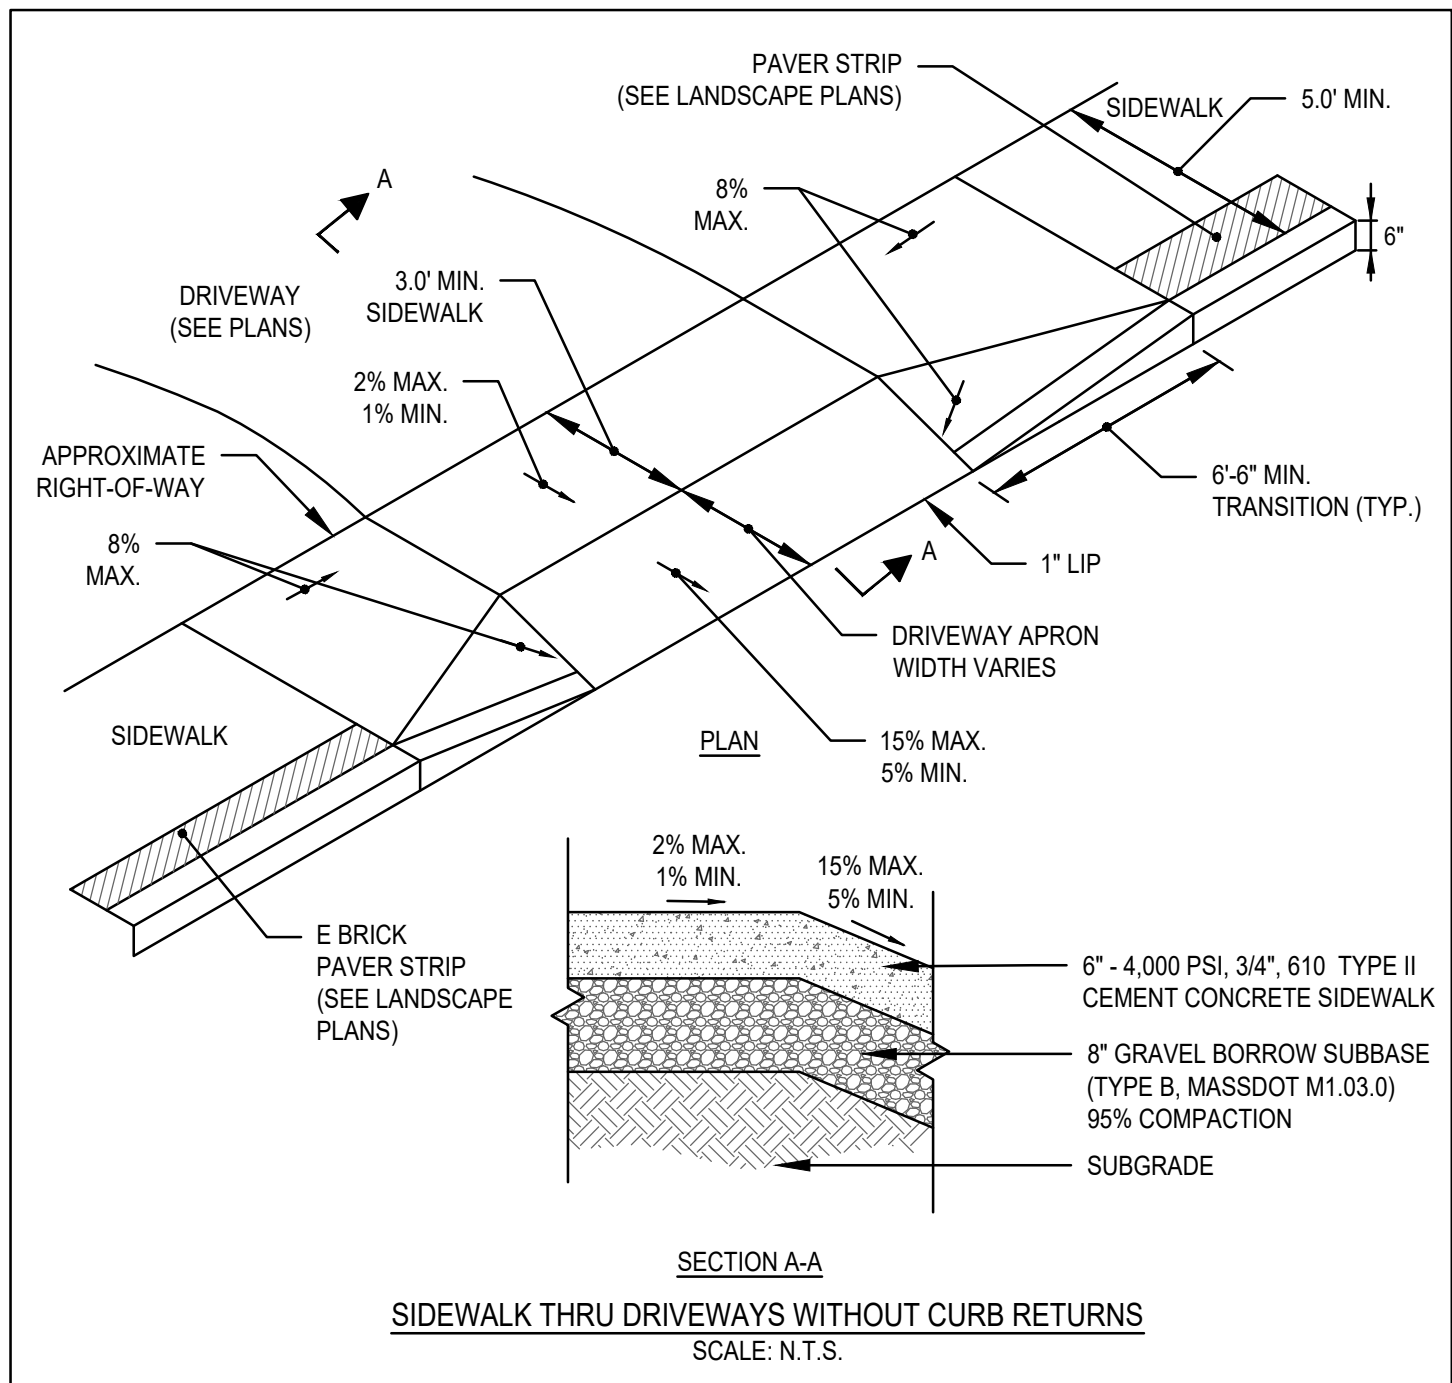 PAVER STRIP
(SEE LANDSCAPE PLANS)
SIDEWALK
5.0' MIN.
A
8%
MAX.
6"
3.0' MIN.
SIDEWALK
DRIVEWAY
(SEE PLANS)
2% MAX.
1% MIN.
APPROXIMATE
RIGHT-OF-WAY
6'-6" MIN.
TRANSITION (TYP.)
8%
MAX.
A
1" LIP
DRIVEWAY APRON
WIDTH VARIES
SIDEWALK
PLAN
15% MAX.
5% MIN.
2% MAX.
1% MIN.
15% MAX.
5% MIN.
E BRICK
PAVER STRIP
(SEE LANDSCAPE
PLANS)
6" - 4,000 PSI, 3/4", 610 TYPE II
CEMENT CONCRETE SIDEWALK
8" GRAVEL BORROW SUBBASE
(TYPE B, MASSDOT M1.03.0)
95% COMPACTION
SUBGRADE
SECTION A-A
SIDEWALK THRU DRIVEWAYS WITHOUT CURB RETURNS
SCALE: N.T.S.